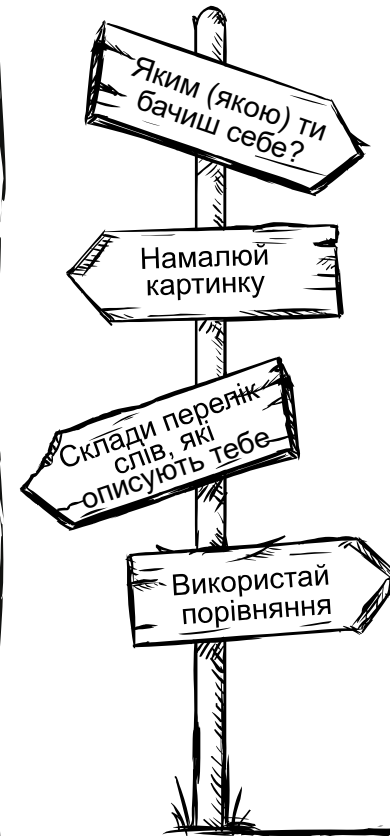 Яким (якою) ти
бачиш себе?
Намалюй
картинку
Склади перелік
слів, які
описують тебе
Використай
порівняння